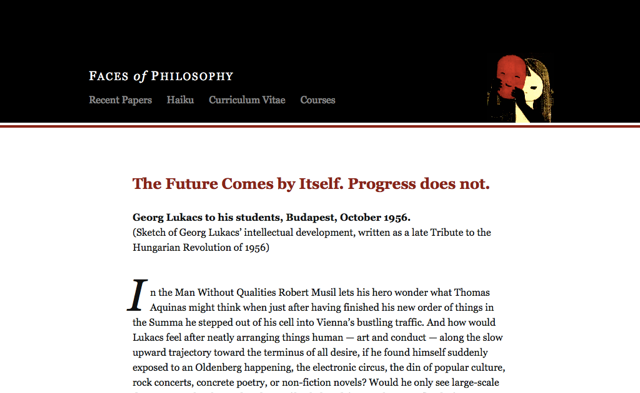 Faces of Philosophy
Recent Papers Haiku Curriculum Vitae Courses
The Future Comes by Itself. Progress does not.
Georg Lukacs to his students, Budapest, October 1956.
(Sketch of Georg Lukacs' intellectual development, written as a late Tribute to the
Hungarian Revolution of 1956)
In the Man Without Qualities Robert Musil lets his hero wonder what Thomas
Aquinas might think when just after having finished his new order of things in
the Summa he stepped out of his cell into Vienna's bustling traffic. And how would
Lukacs feel after neatly arranging things human — art and conduct — along the slow
upward trajectory toward the terminus of all desire, if he found himself suddenly
exposed to an Oldenberg happening, the electronic circus, the din of popular culture,
rock concerts, concrete poetry, or non-fiction novels? Would he only see large-scale